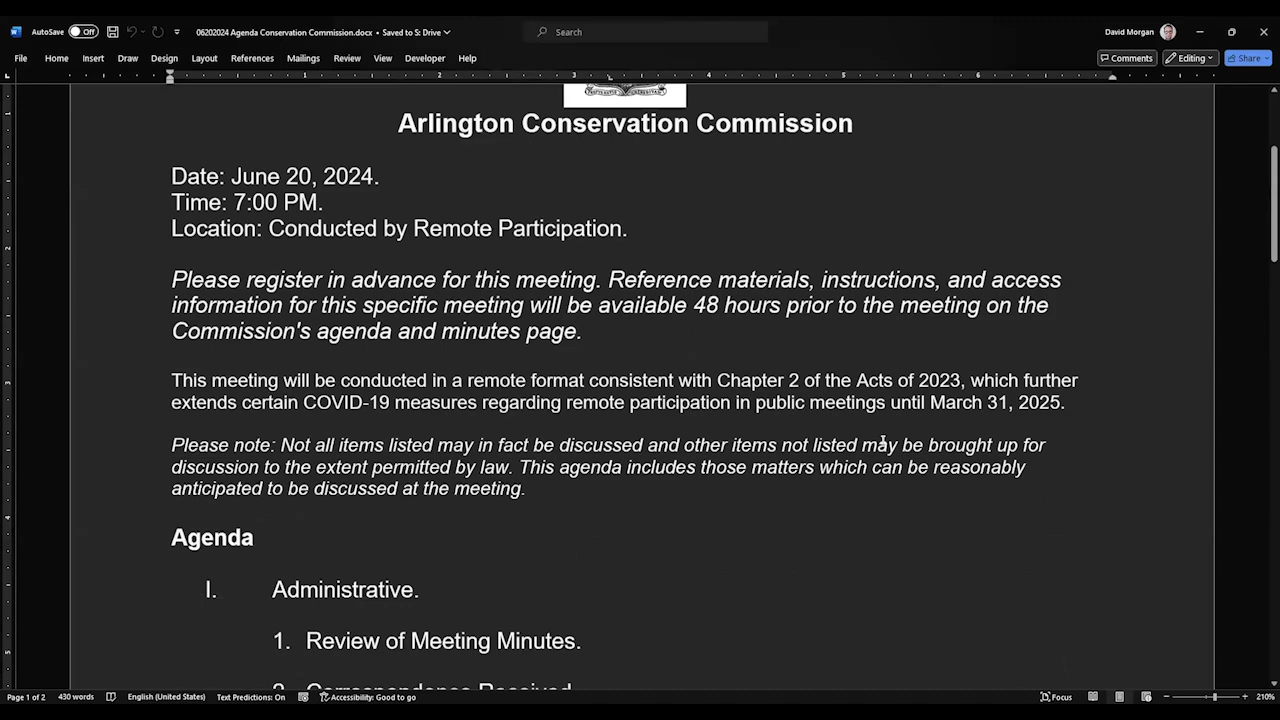 AutoSave Off 06202024 Agenda Conservation Commission.docx • Saved to S: Drive Search David Morgan
File Home Insert Draw Design Layout References Mailings Review View Developer Help Comments Editing Share
1 2 3 4 5 6
Arlington Conservation Commission
Date: June 20, 2024.
Time: 7:00 PM.
Location: Conducted by Remote Participation.
Please register in advance for this meeting. Reference materials, instructions, and access
information for this specific meeting will be available 48 hours prior to the meeting on the
Commission's agenda and minutes page.
This meeting will be conducted in a remote format consistent with Chapter 2 of the Acts of 2023, which further
extends certain COVID-19 measures regarding remote participation in public meetings until March 31, 2025.
Please note: Not all items listed may in fact be discussed and other items not listed may be brought up for
discussion to the extent permitted by law. This agenda includes those matters which can be reasonably
anticipated to be discussed at the meeting.
Agenda
I. Administrative.
1. Review of Meeting Minutes.
2. Correspondence Received.
Page 1 of 2 430 words English (United States) Text Predictions: On Accessibility: Good to go Focus 210%